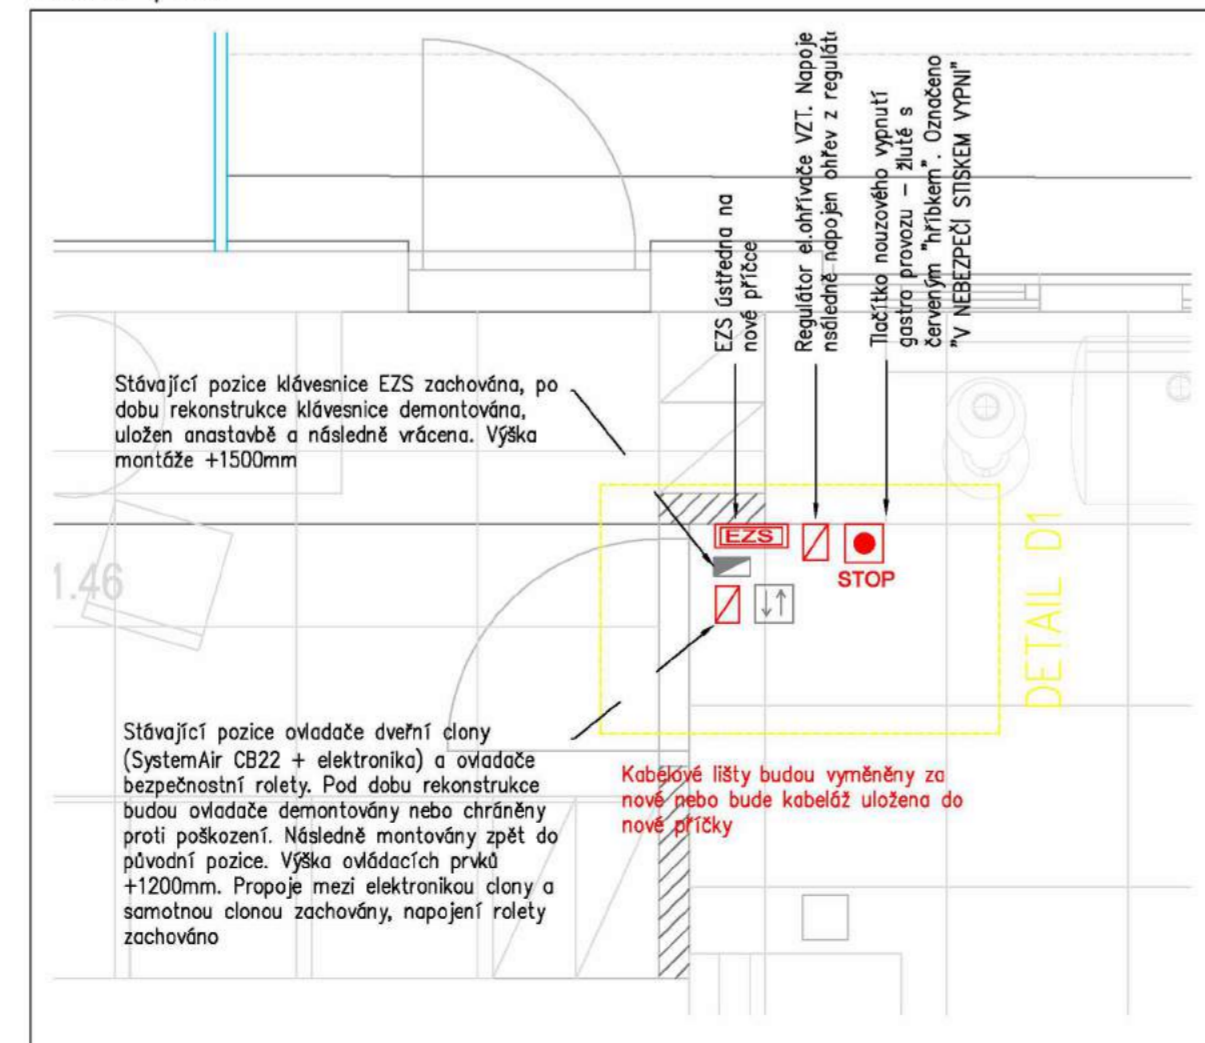 EZS ústředna na
nové příčce
Regulátor el.ohřívače VZT. Napoje
nsáledně napojen ohřev z regulát
Tlačítko nouzového vypnutí
gastro provozu – žluté s
červeným "hříbkem". Označeno
"V NEBEZPEČÍ STISKEM VYPNI"
Stávající pozice klávesnice EZS zachována, po
dobu rekonstrukce klávesnice demontována,
uložen anastavbě a následně vrácena. Výška
montáže +1500mm
EZS
STOP
1.46
DETAIL D1
Stávající pozice ovladače dveřní clony
(SystemAir CB22 + elektronika) a ovladače
bezpečnostní rolety. Pod dobu rekonstrukce
budou ovladače demontovány nebo chráněny
proti poškození. Následně montovány zpět do
původní pozice. Výška ovládacích prvků
+1200mm. Propoje mezi elektronikou clony a
samotnou clonou zachovány, napojení rolety
zachováno
Kabelové lišty budou vyměněny za
nové nebo bude kabeláž uložena do
nové příčky